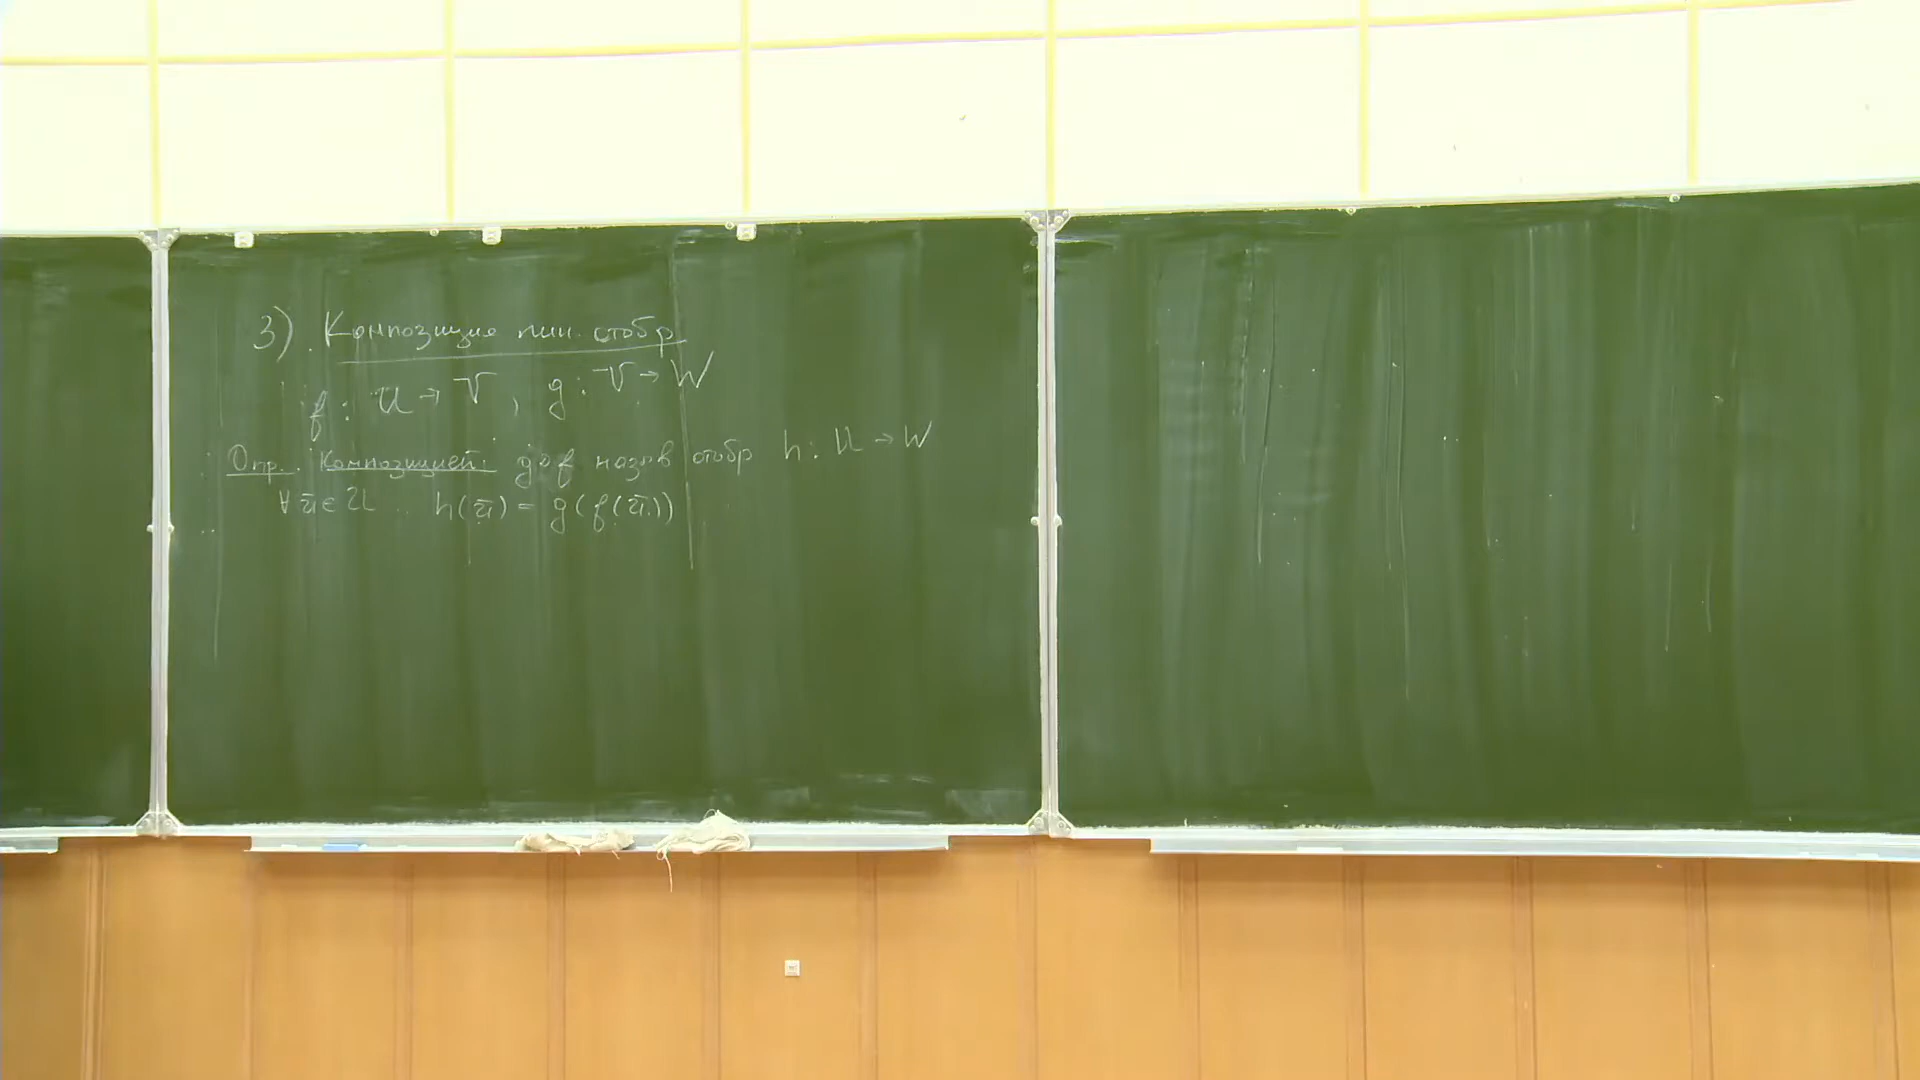 3). Композиция лин. отобр
f: U → V, g: V → W
Опр. Композицией g∘f назыв отобр h: U → W
∀ ū ∈ U h(ū) = g(f(ū))